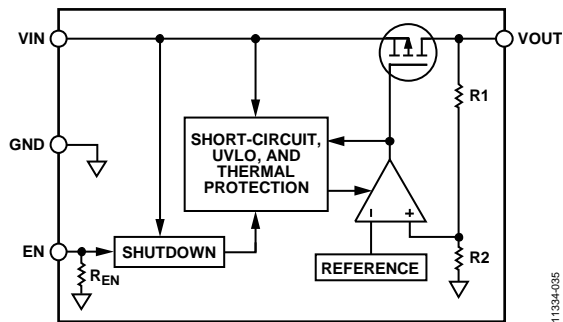 VIN
VOUT
R1
GND
SHORT-CIRCUIT,
UVLO, AND
THERMAL
PROTECTION
EN
SHUTDOWN
REN
REFERENCE
R2
– +
11334-035